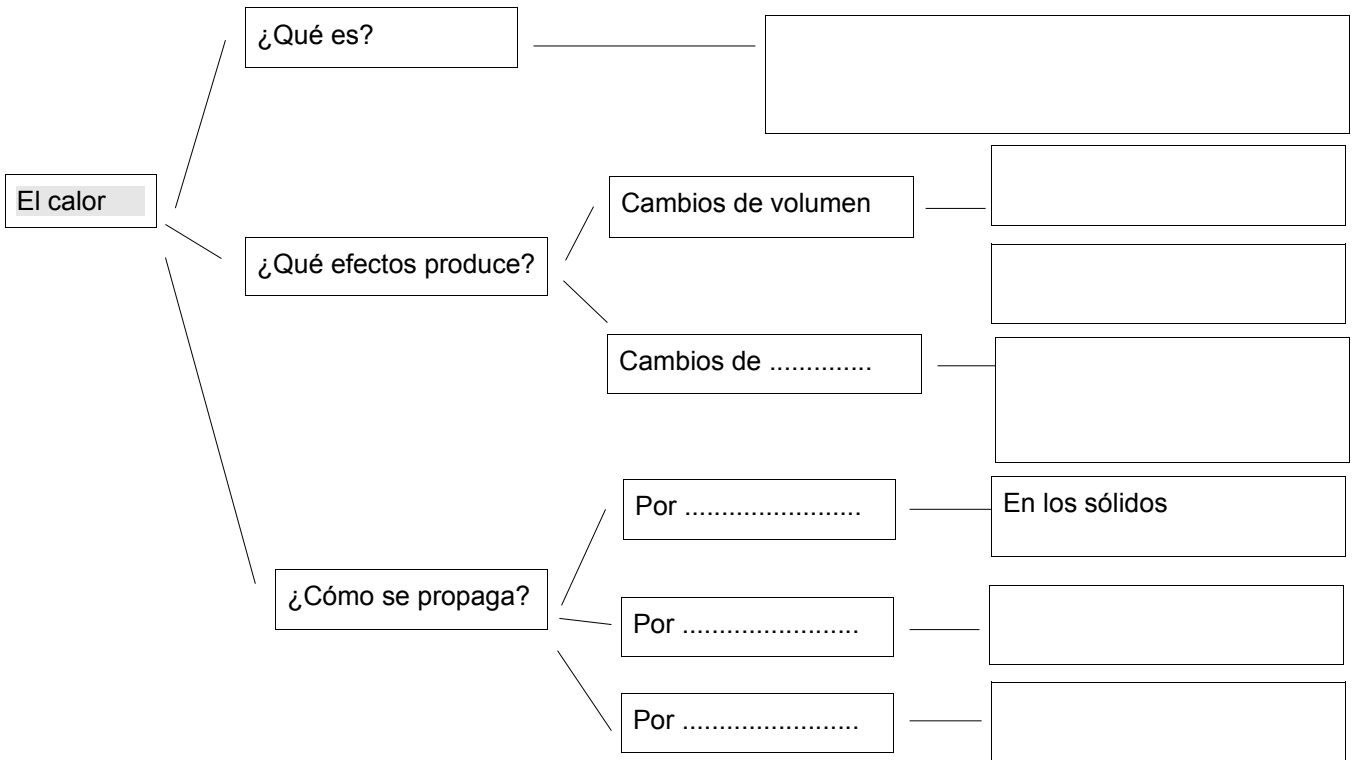 ¿Qué es?
El calor
Cambios de volumen
¿Qué efectos produce?
Cambios de ..............
Por ........................
En los sólidos
¿Cómo se propaga?
Por ........................
Por ........................